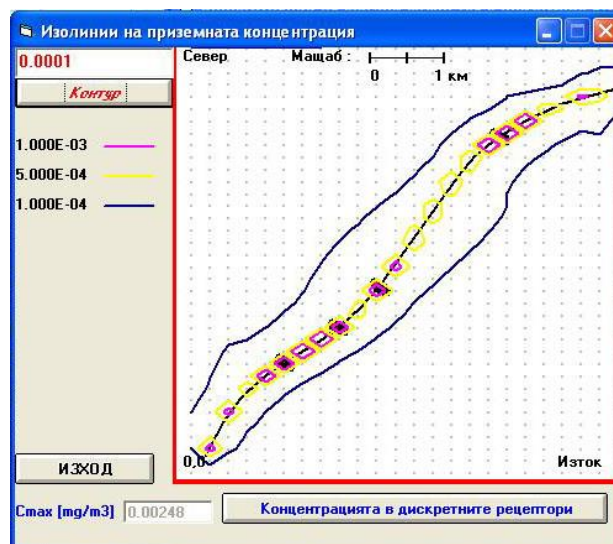 Изолинии на приземната концентрация
0.0001
Север
Мащаб :
0 1 км
Контур
1.000E-03
5.000E-04
1.000E-04
ИЗХОД
0,0
Изток
Cmax [mg/m3]
0.00248
Концентрацията в дискретните рецептори